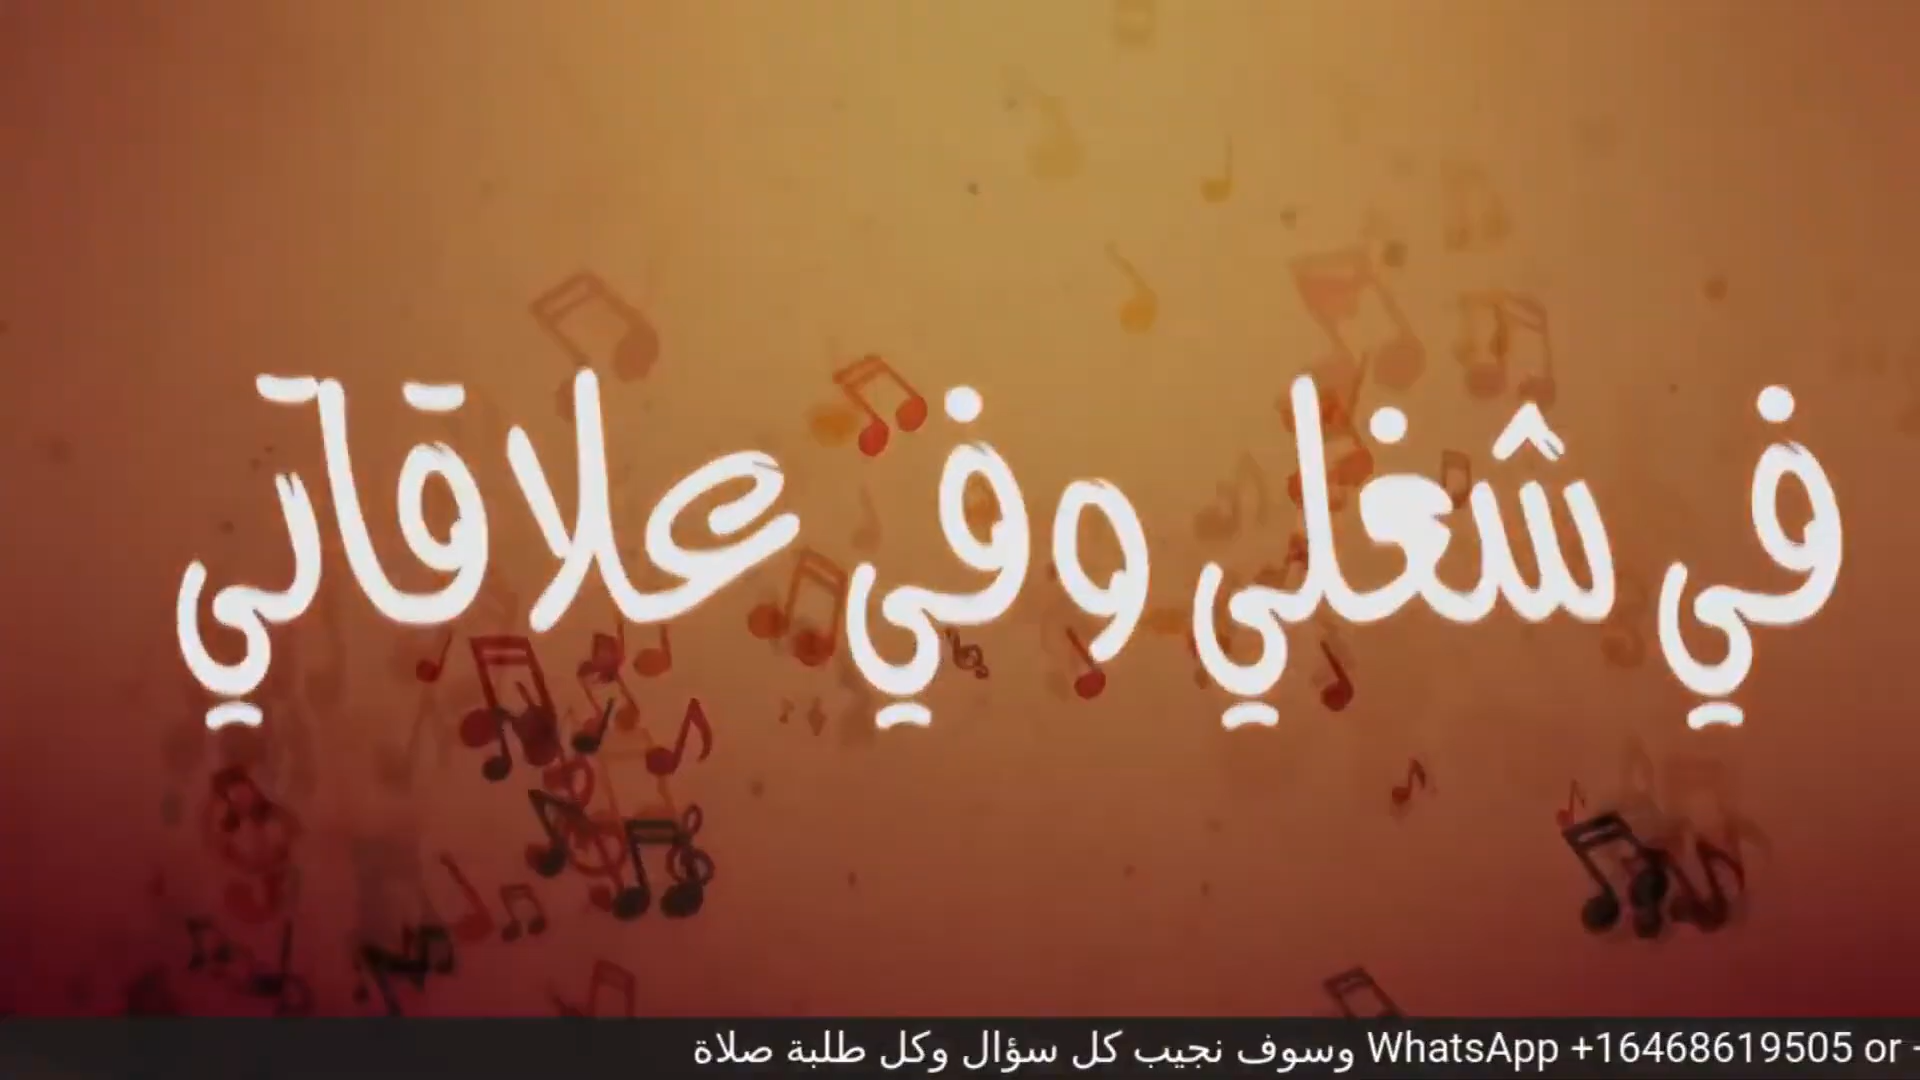 في شغلي وفي علاقاتي
وسوف نجيب كل سؤال وكل طلبة صلاة WhatsApp +16468619505 or